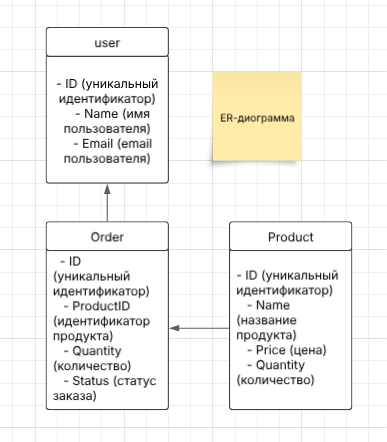 user
- ID (уникальный
идентификатор)
- Name (имя
пользователя)
- Email (email
пользователя)
ER-диограмма
Order
- ID
(уникальный
идентификатор)
- ProductID
(идентификатор
продукта)
- Quantity
(количество)
- Status (статус
заказа)
Product
- ID (уникальный
идентификатор)
- Name
(название
продукта)
- Price (цена)
- Quantity
(количество)